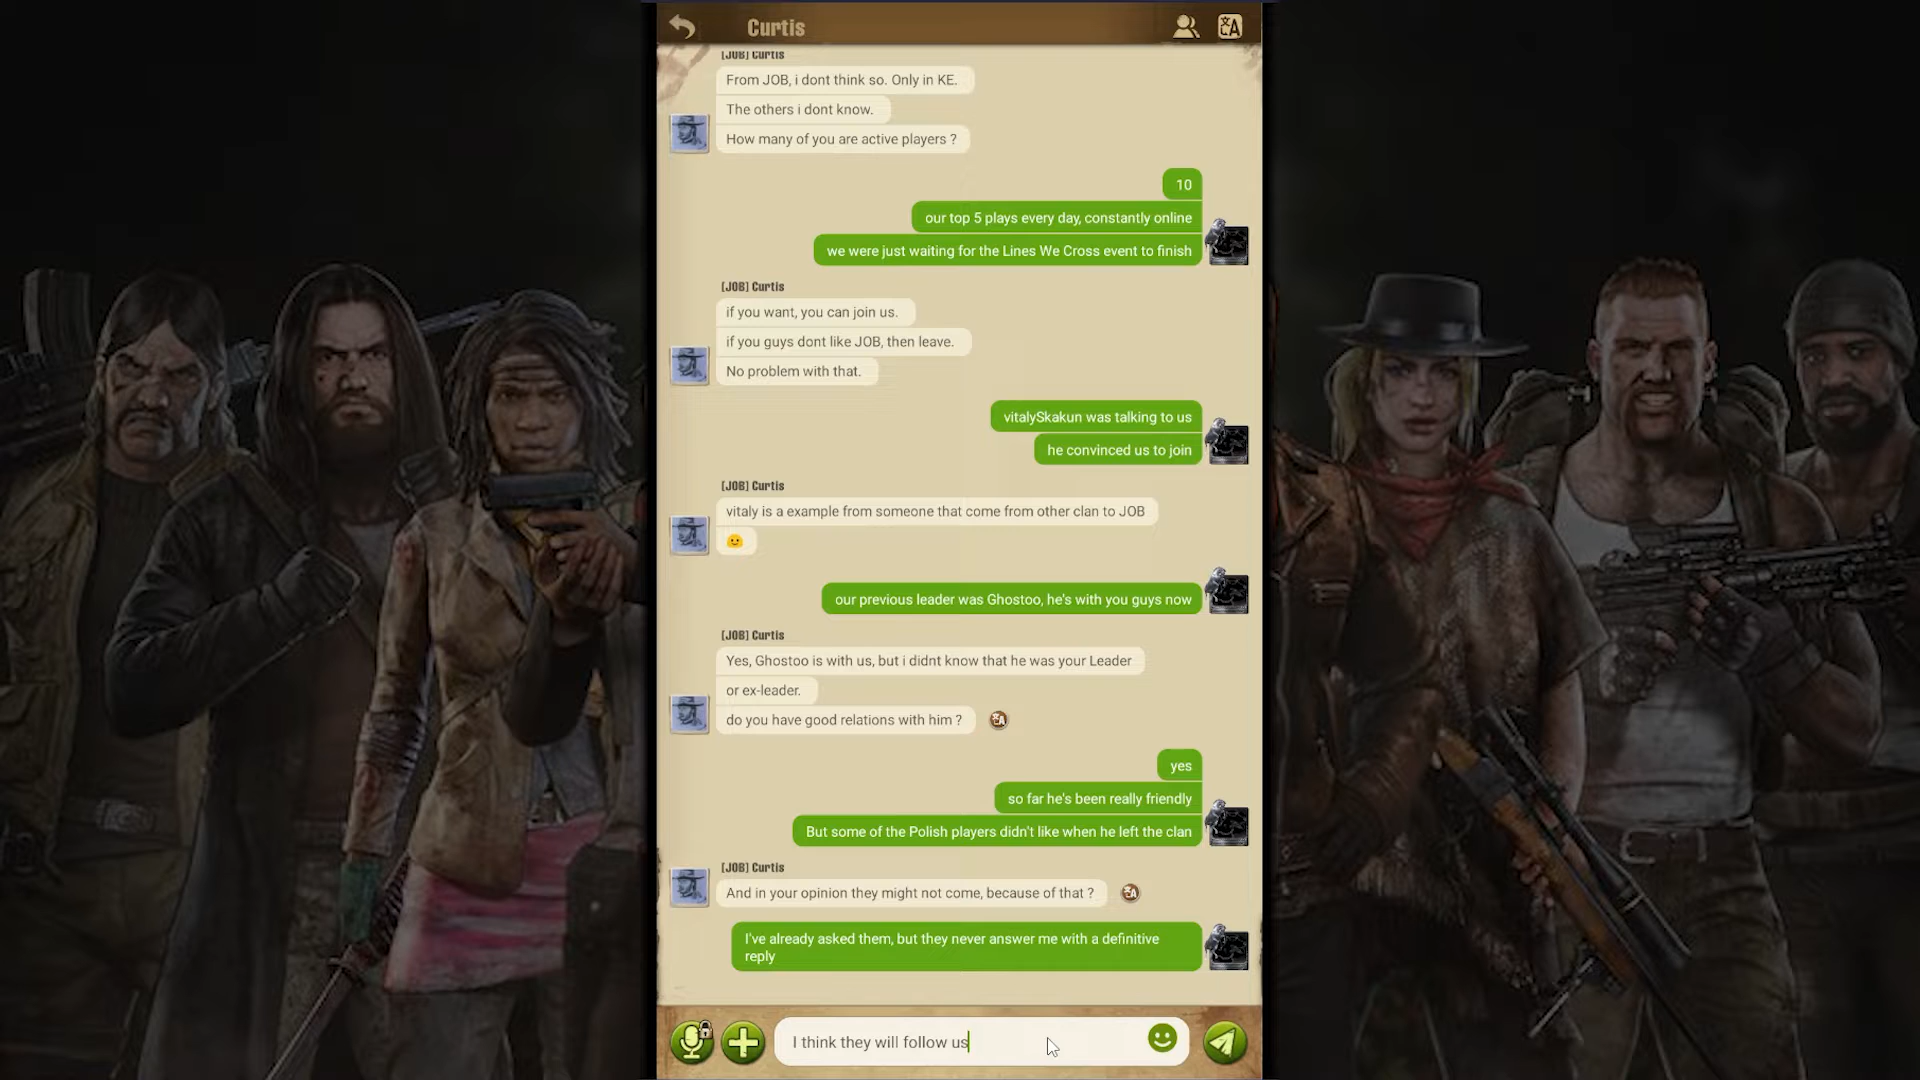 Curtis
[JOB] Curtis
From JOB, i dont think so. Only in KE.
The others i dont know.
How many of you are active players ?
10
our top 5 plays every day, constantly online
we were just waiting for the Lines We Cross event to finish
[JOB] Curtis
if you want, you can join us.
if you guys dont like JOB, then leave.
No problem with that.
vitalySkakun was talking to us
he convinced us to join
[JOB] Curtis
vitaly is a example from someone that come from other clan to JOB
our previous leader was Ghostoo, he's with you guys now
[JOB] Curtis
Yes, Ghostoo is with us, but i didnt know that he was your Leader
or ex-leader.
do you have good relations with him ?
yes
so far he's been really friendly
But some of the Polish players didn't like when he left the clan
[JOB] Curtis
And in your opinion they might not come, because of that ?
I've already asked them, but they never answer me with a definitive
reply
I think they will follow us